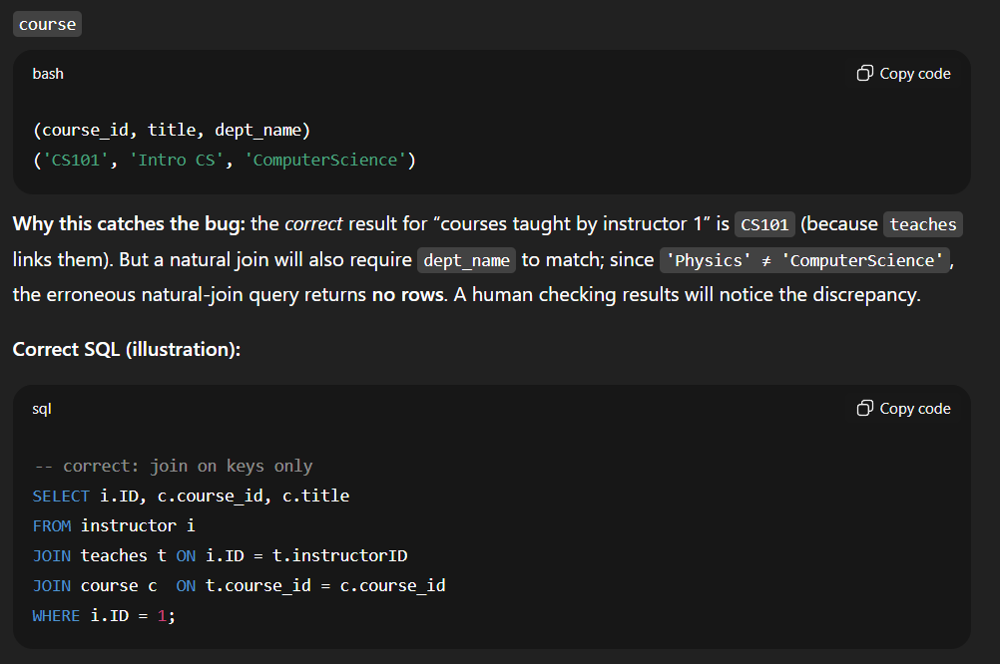 course
bash
Copy code
(course_id, title, dept_name)
('CS101', 'Intro CS', 'ComputerScience')
Why this catches the bug: the correct result for “courses taught by instructor 1” is CS101 (because teaches
links them). But a natural join will also require dept_name to match; since 'Physics' ≠ 'ComputerScience',
the erroneous natural-join query returns no rows. A human checking results will notice the discrepancy.
Correct SQL (illustration):
sql
Copy code
-- correct: join on keys only
SELECT i.ID, c.course_id, c.title
FROM instructor i
JOIN teaches t ON i.ID = t.instructorID
JOIN course c  ON t.course_id = c.course_id
WHERE i.ID = 1;